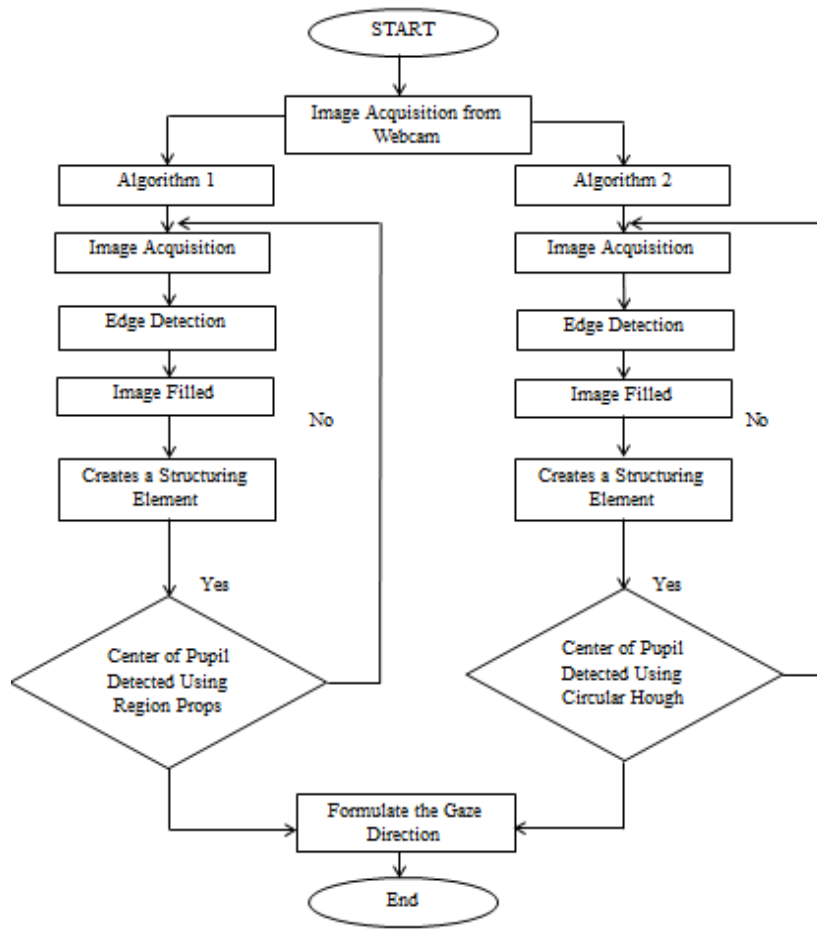 START
Image Acquisition from
Webcam
Algorithm 1
Image Acquisition
Edge Detection
Image Filled
No
Creates a Structuring
Element
Yes
Center of Pupil
Detected Using
Region Props
Algorithm 2
Image Acquisition
Edge Detection
Image Filled
No
Creates a Structuring
Element
Yes
Center of Pupil
Detected Using
Circular Hough
Formulate the Gaze
Direction
End